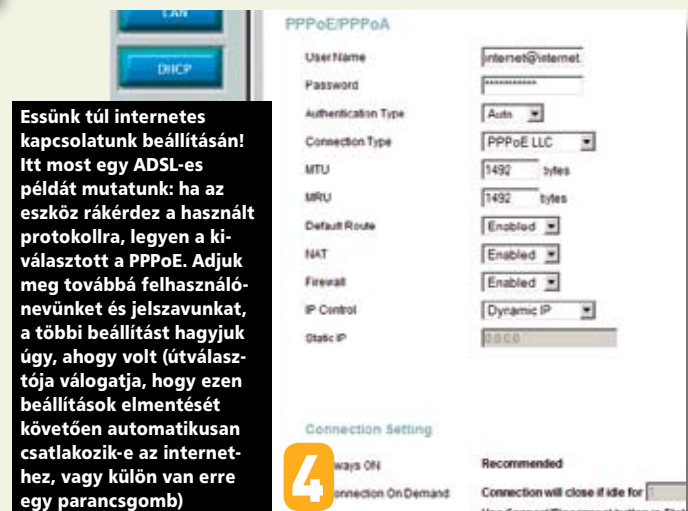 LAN
DHCP
Essünk túl internetes
kapcsolatunk beállításán!
Itt most egy ADSL-es
példát mutatunk: ha az
eszköz rákérdez a használt
protokollra, legyen a ki-
választott a PPPoE. Adjuk
meg továbbá felhasználó-
nevünket és jelszavunkat,
a többi beállítást hagyjuk
úgy, ahogy volt (útválasz-
tója válogatja, hogy ezen
beállítások elmentését
követően automatikusan
csatlakozik-e az internet-
hez, vagy külön van erre
egy parancsgomb)
PPPoE/PPPoA
User Name internet@internet.
Password ***********
Authentication Type Auto
Connection Type PPPoE LLC
MTU 1492 bytes
MRU 1492 bytes
Default Route Enabled
NAT Enabled
Firewall Enabled
IP Control Dynamic IP
Static IP 0.0.0.0
Connection Setting
4
ways ON Recommended
onnection On Demand Connection will close if idle for